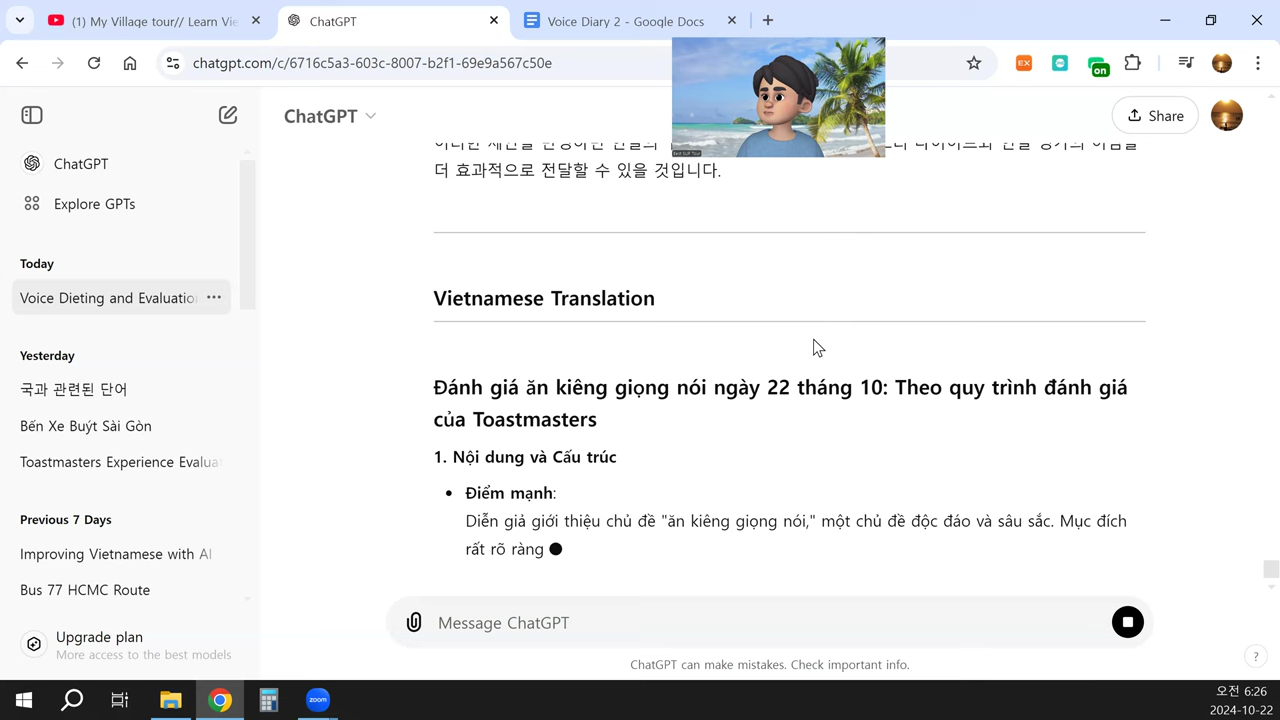 (1) My Village tour// Learn Vie
ChatGPT
Voice Diary 2 - Google Docs
chatgpt.com/c/6716c5a3-603c-8007-b2f1-69e9a567c50e
EX
on
ChatGPT
Share
ChatGPT
Explore GPTs
Today
Voice Dieting and Evaluation
Yesterday
국과 관련된 단어
Bến Xe Buýt Sài Gòn
Toastmasters Experience Evalua
Previous 7 Days
Improving Vietnamese with AI
Bus 77 HCMC Route
Upgrade plan
More access to the best models
더 효과적으로 전달할 수 있을 것입니다.
Vietnamese Translation
Đánh giá ăn kiêng giọng nói ngày 22 tháng 10: Theo quy trình đánh giá
của Toastmasters
1. Nội dung và Cấu trúc
Điểm mạnh:
Diễn giả giới thiệu chủ đề "ăn kiêng giọng nói," một chủ đề độc đáo và sâu sắc. Mục đích
rất rõ ràng
Message ChatGPT
ChatGPT can make mistakes. Check important info.
?
zoom
오전 6:26
2024-10-22